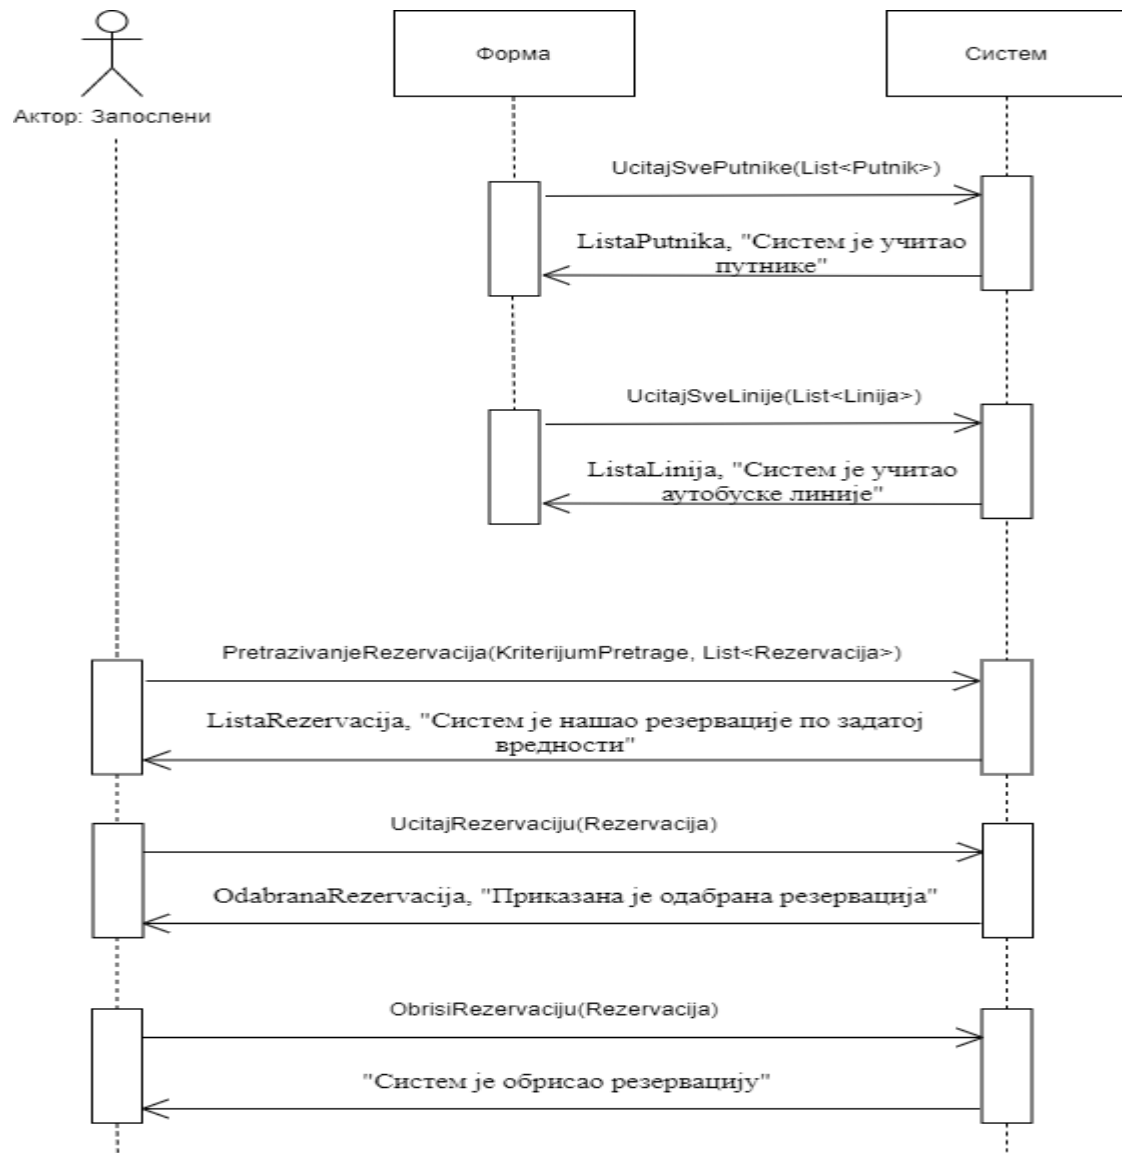 Форма
Систем
Актор: Запослени
UcitajSvePutnike(List<Putnik>)
ListaPutnika, "Систем је учитао
путнике"
UcitajSveLinije(List<Linija>)
ListaLinija, "Систем је учитао
аутобуске линије"
PretrazivanjeRezervacija(KriterijumPretrage, List<Rezervacija>)
ListaRezervacija, "Систем је нашао резервације по задатој
вредности"
UcitajRezervaciju(Rezervacija)
OdabranaRezervacija, "Приказана је одабрана резервација"
ObrisiRezervaciju(Rezervacija)
"Систем је обрисао резервацију"